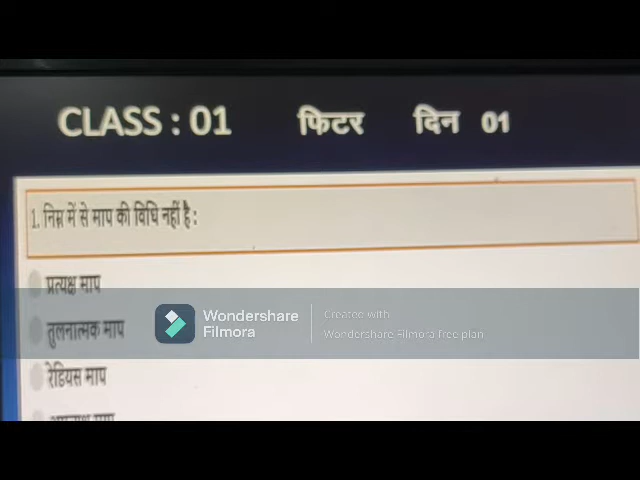 CLASS : 01 फिटर दिन 01
1. निम्न में से माप की विधि नहीं है :
प्रत्यक्ष माप
तुलनात्मक माप
Wondershare Filmora
Created with
Wondershare Filmora free plan
रेडियस माप